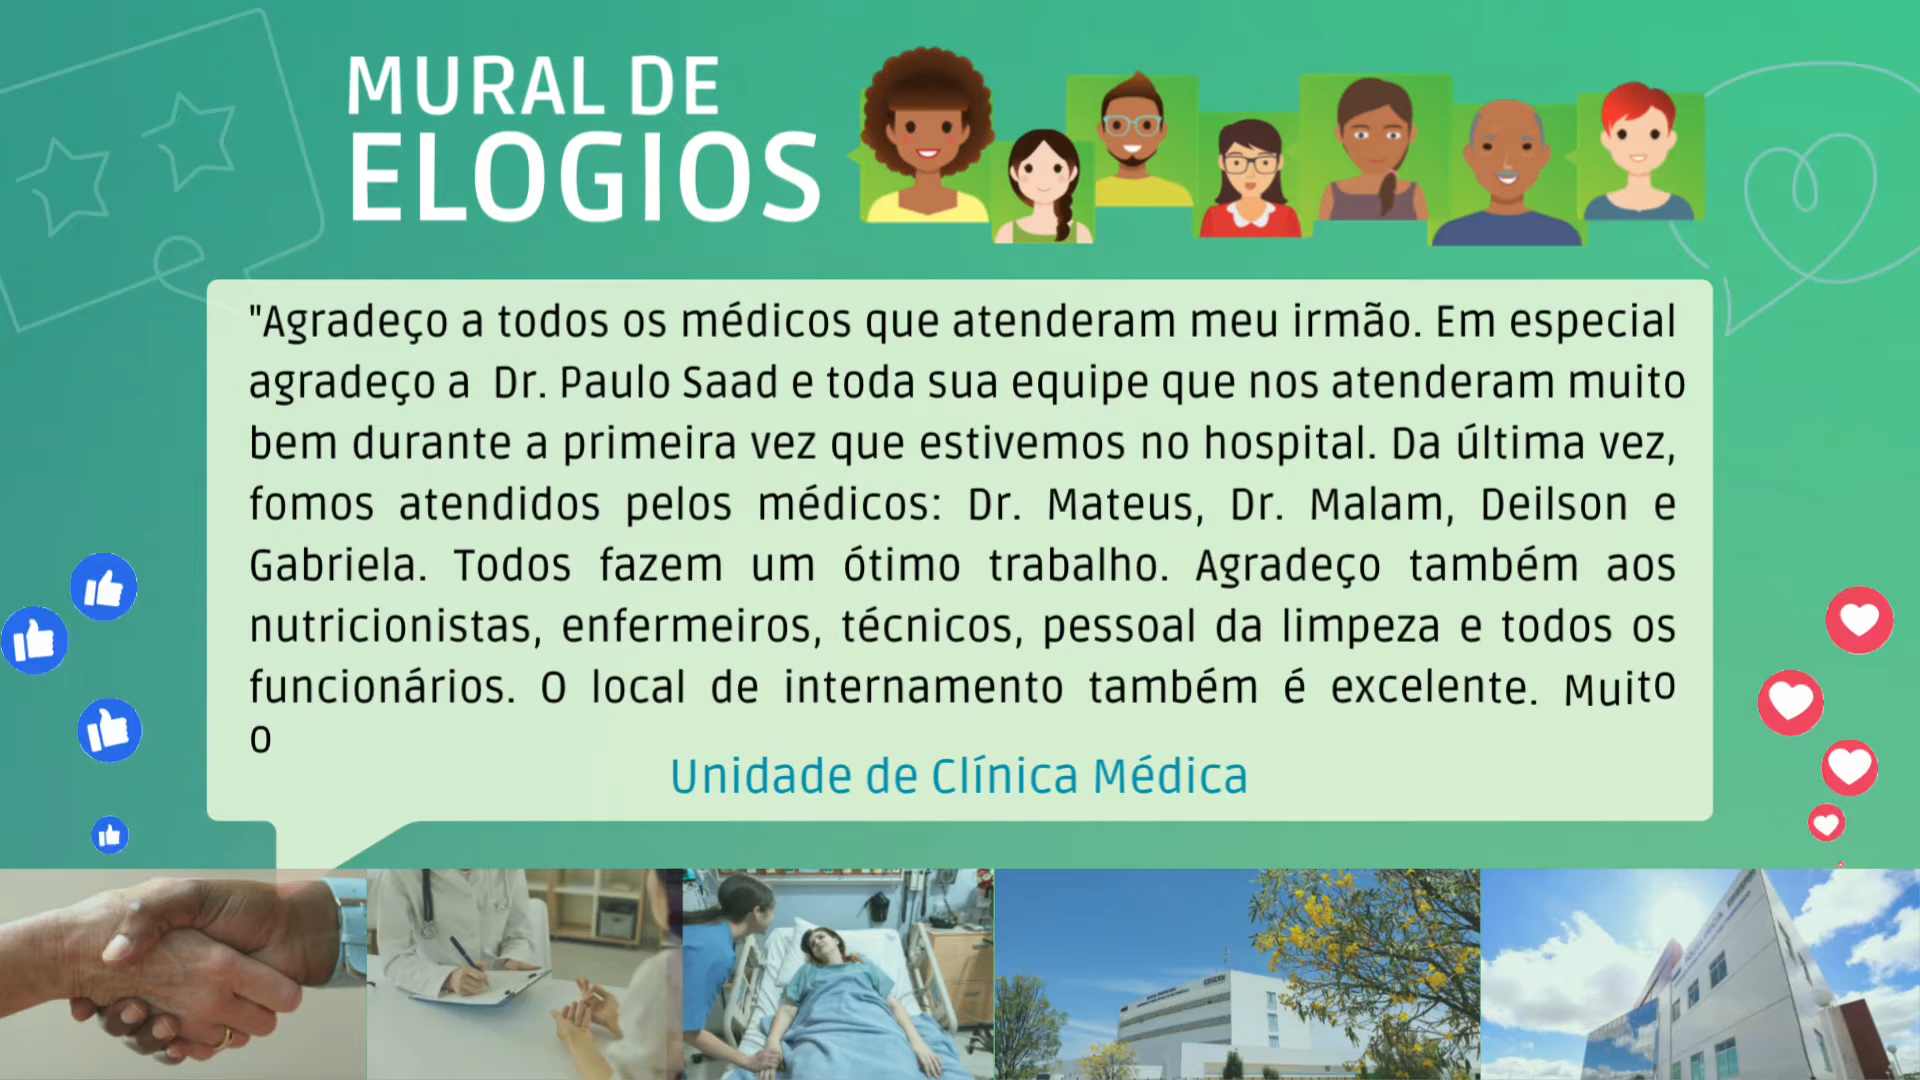 MURAL DE
ELOGIOS
"Agradeço a todos os médicos que atenderam meu irmão. Em especial
agradeço a Dr. Paulo Saad e toda sua equipe que nos atenderam muito
bem durante a primeira vez que estivemos no hospital. Da última vez,
fomos atendidos pelos médicos: Dr. Mateus, Dr. Malam, Deilson e
Gabriela. Todos fazem um ótimo trabalho. Agradeço também aos
nutricionistas, enfermeiros, técnicos, pessoal da limpeza e todos os
funcionários. O local de internamento também é excelente. Muito
o
Unidade de Clínica Médica